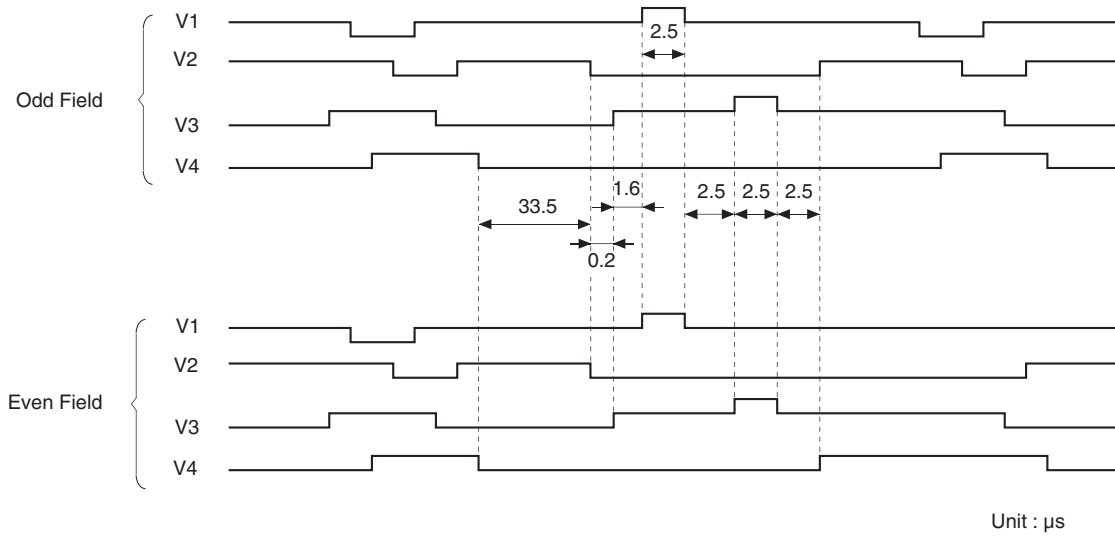 V1
2.5
V2
Odd Field
V3
V4
1.6
2.5 2.5 2.5
33.5
0.2
V1
V2
Even Field
V3
V4
Unit : μs